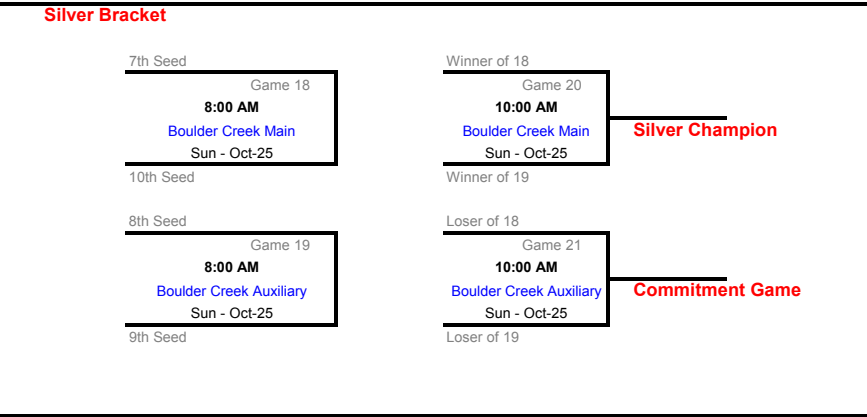 Silver Bracket
7th Seed
Game 18
8:00 AM
Boulder Creek Main
Sun - Oct-25
10th Seed
Winner of 18
Game 20
10:00 AM
Boulder Creek Main
Sun - Oct-25
Winner of 19
Silver Champion
8th Seed
Game 19
8:00 AM
Boulder Creek Auxiliary
Sun - Oct-25
9th Seed
Loser of 18
Game 21
10:00 AM
Boulder Creek Auxiliary
Sun - Oct-25
Loser of 19
Commitment Game